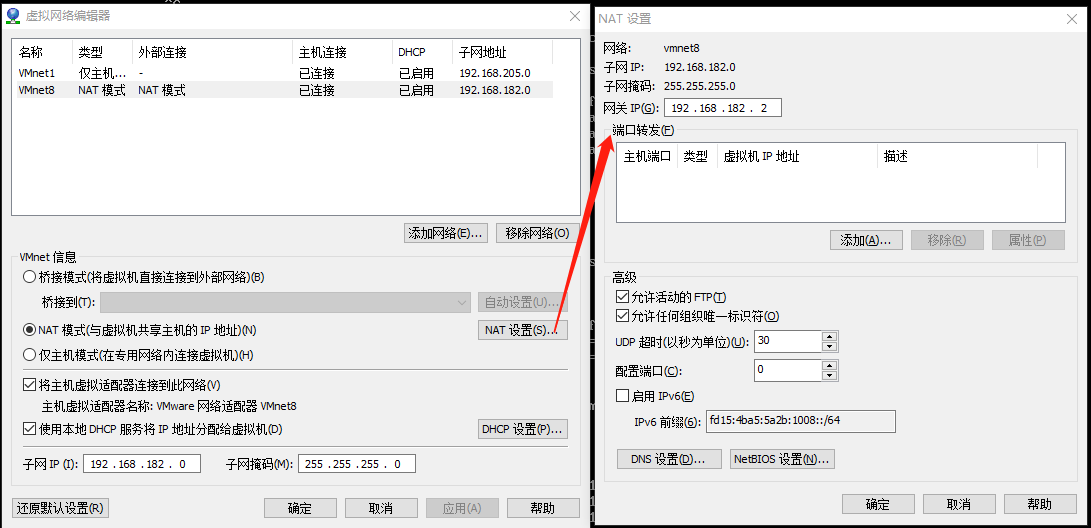 虚拟网络编辑器
名称 类型 外部连接 主机连接 DHCP 子网地址
VMnet1 仅主机... - 已连接 已启用 192.168.205.0
VMnet8 NAT 模式 NAT 模式 已连接 已启用 192.168.182.0
添加网络(E)... 移除网络(O)
VMnet 信息
桥接模式(将虚拟机直接连接到外部网络)(B)
桥接到(T): 自动设置(U)...
NAT 模式(与虚拟机共享主机的 IP 地址)(N) NAT 设置(S)...
仅主机模式(在专用网络内连接虚拟机)(H)
将主机虚拟适配器连接到此网络(V)
主机虚拟适配器名称: VMware 网络适配器 VMnet8
使用本地 DHCP 服务将 IP 地址分配给虚拟机(D) DHCP 设置(P)...
子网 IP (I): 192 . 168 . 182 . 0 子网掩码(M): 255 . 255 . 255 . 0
还原默认设置(R) 确定 取消 应用(A) 帮助
NAT 设置
网络: vmnet8
子网 IP: 192.168.182.0
子网掩码: 255.255.255.0
网关 IP(G): 192 . 168 . 182 . 2
端口转发(F)
主机端口 类型 虚拟机 IP 地址 描述
添加(A)... 移除(R) 属性(P)
高级
允许活动的 FTP(T)
允许任何组织唯一标识符(O)
UDP 超时(以秒为单位)(U): 30
配置端口(C): 0
启用 IPv6(E)
IPv6 前缀(6): fd15:4ba5:5a2b:1008::/64
DNS 设置(D)... NetBIOS 设置(N)...
确定 取消 帮助